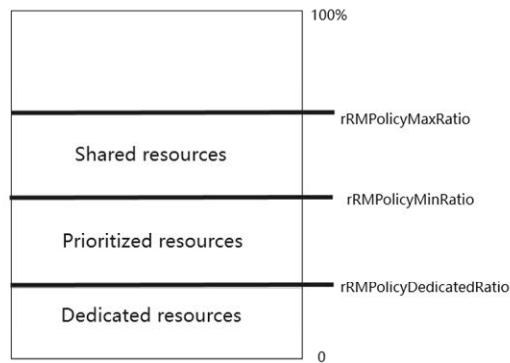 100%
rRMPolicyMaxRatio
Shared resources
rRMPolicyMinRatio
Prioritized resources
rRMPolicyDedicatedRatio
Dedicated resources
0